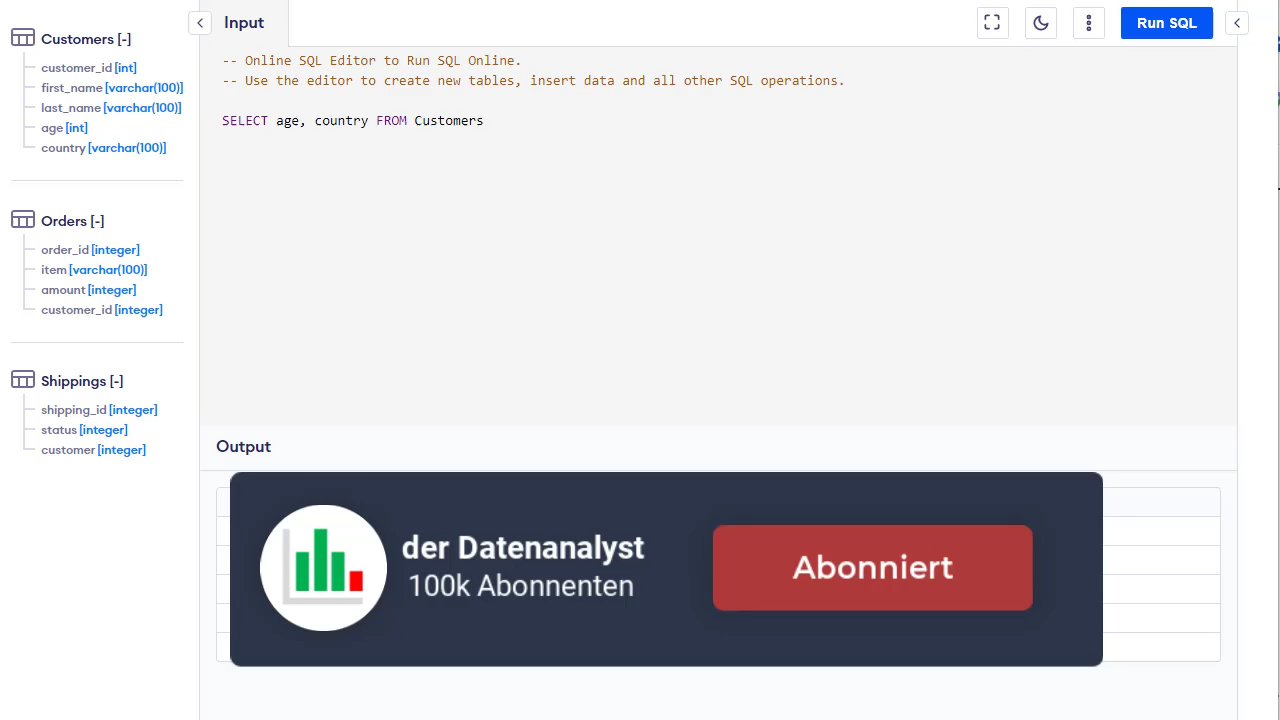 Customers [-]
customer_id [int]
first_name [varchar(100)]
last_name [varchar(100)]
age [int]
country [varchar(100)]
Orders [-]
order_id [integer]
item [varchar(100)]
amount [integer]
customer_id [integer]
Shippings [-]
shipping_id [integer]
status [integer]
customer [integer]
Input
Run SQL
-- Online SQL Editor to Run SQL Online.
-- Use the editor to create new tables, insert data and all other SQL operations.
SELECT age, country FROM Customers
Output
der Datenanalyst
100k Abonnenten
Abonniert